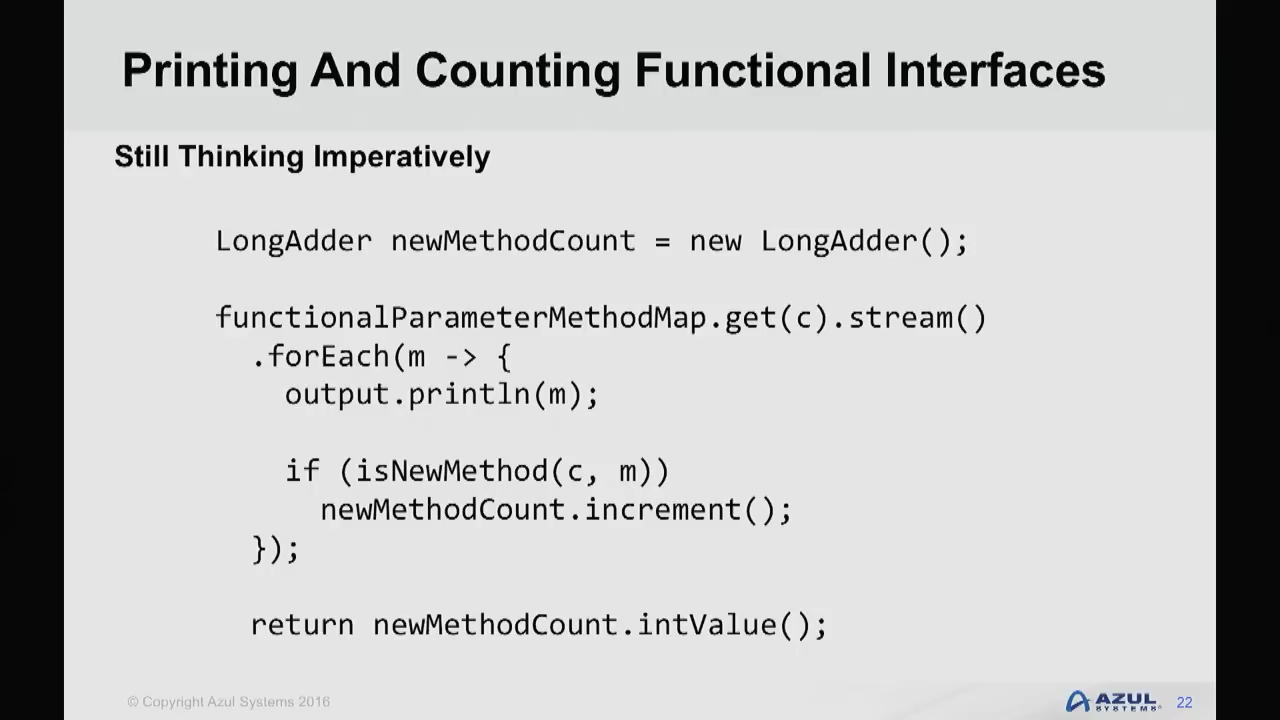 Printing And Counting Functional Interfaces
Still Thinking Imperatively
LongAdder newMethodCount = new LongAdder();
functionalParameterMethodMap.get(c).stream()
.forEach(m -> {
output.println(m);
if (isNewMethod(c, m))
newMethodCount.increment();
});
return newMethodCount.intValue();
© Copyright Azul Systems 2016
AZUL
SYSTEMS
22